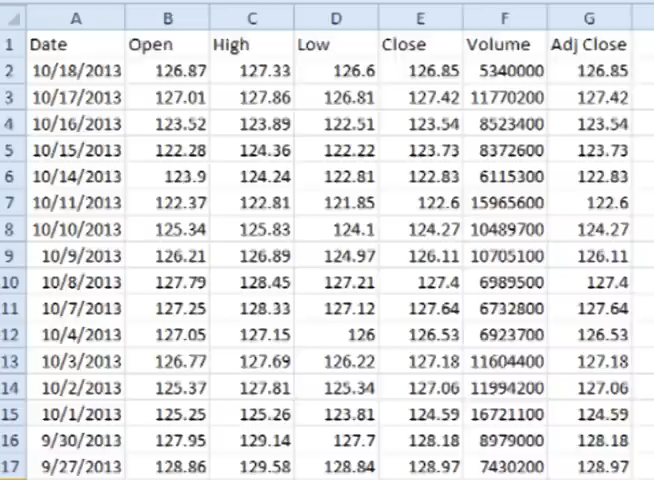 A B C D E F G
1 Date Open High Low Close Volume Adj Close
2 10/18/2013 126.87 127.33 126.6 126.85 5340000 126.85
3 10/17/2013 127.01 127.86 126.81 127.42 11770200 127.42
4 10/16/2013 123.52 123.89 122.51 123.54 8523400 123.54
5 10/15/2013 122.28 124.36 122.22 123.73 8372600 123.73
6 10/14/2013 123.9 124.24 122.81 122.83 6115300 122.83
7 10/11/2013 122.37 122.81 121.85 122.6 15965600 122.6
8 10/10/2013 125.34 125.83 124.1 124.27 10489700 124.27
9 10/9/2013 126.21 126.89 124.97 126.11 10705100 126.11
10 10/8/2013 127.79 128.45 127.21 127.4 6989500 127.4
11 10/7/2013 127.25 128.33 127.12 127.64 6732800 127.64
12 10/4/2013 127.05 127.15 126 126.53 6923700 126.53
13 10/3/2013 126.77 127.69 126.22 127.18 11604400 127.18
14 10/2/2013 125.37 127.81 125.34 127.06 11994200 127.06
15 10/1/2013 125.25 125.26 123.81 124.59 16721100 124.59
16 9/30/2013 127.95 129.14 127.7 128.18 8979000 128.18
17 9/27/2013 128.86 129.58 128.84 128.97 7430200 128.97